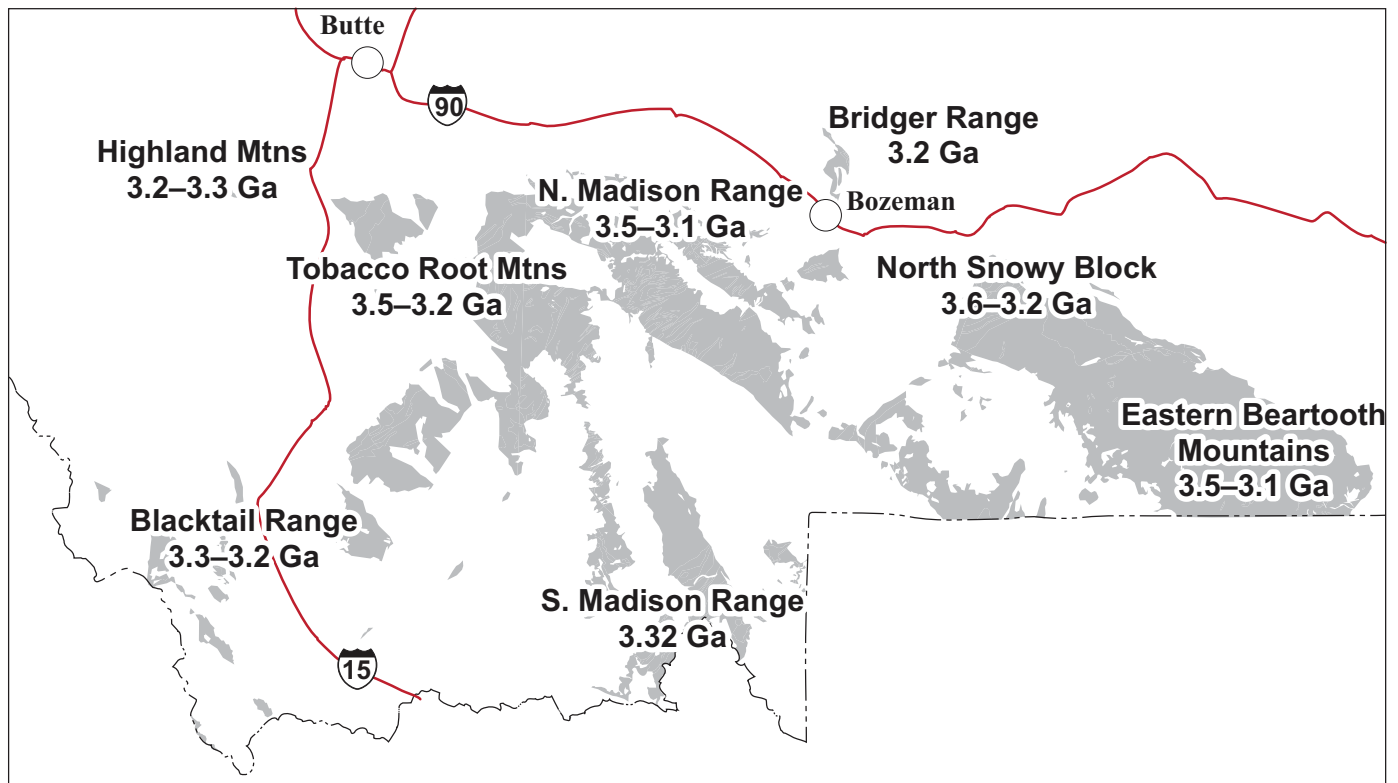 Butte
90
Bridger Range
3.2 Ga
Highland Mtns
3.2–3.3 Ga
N. Madison Range
3.5–3.1 Ga
Bozeman
Tobacco Root Mtns
3.5–3.2 Ga
North Snowy Block
3.6–3.2 Ga
Eastern Beartooth
Mountains
3.5–3.1 Ga
Blacktail Range
3.3–3.2 Ga
S. Madison Range
3.32 Ga
15